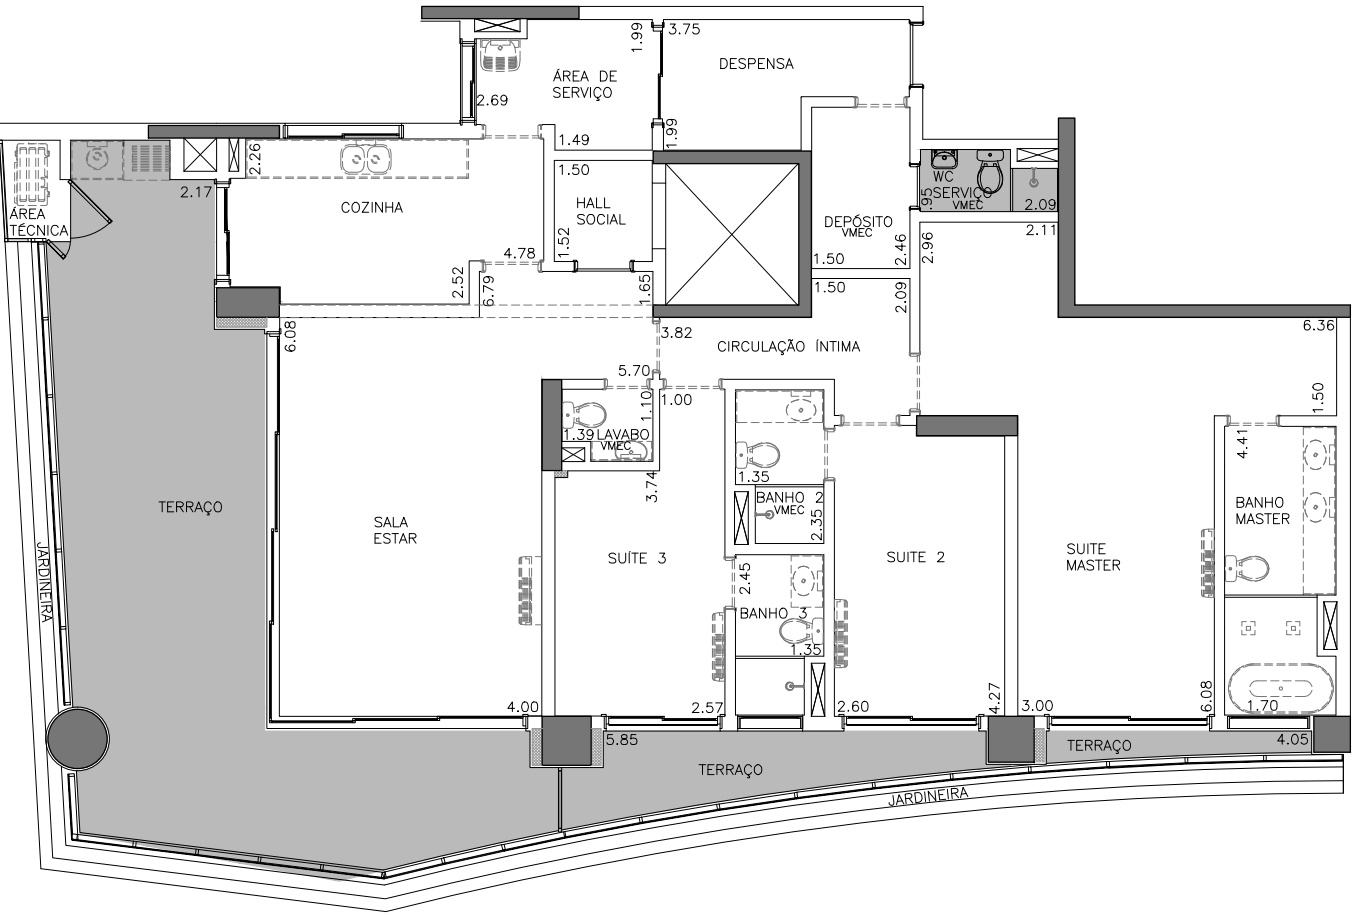 1.99
3.75
DESPENSA
ÁREA DE
SERVIÇO
2.69
1.99
1.49
2.26
1.50
2.17
COZINHA
HALL
SOCIAL
WC
SERVIÇO
VMEC
.95
2.09
ÁREA
TÉCNICA
DEPÓSITO
VMEC
2.11
1.52
4.78
2.46
2.96
1.50
2.52
6.79
1.65
1.50
2.09
6.08
3.82
6.36
CIRCULAÇÃO ÍNTIMA
5.70
1.10
1.00
1.50
1.39
LAVABO
VMEC
4.41
3.74
1.35
BANHO 2
VMEC
2.35
TERRAÇO
SALA
ESTAR
BANHO
MASTER
SUÍTE 3
SUITE 2
SUITE
MASTER
JARDINEIRA
2.45
BANHO 3
1.35
4.00
2.57
2.60
4.27
3.00
6.08
1.70
5.85
TERRAÇO
4.05
TERRAÇO
JARDINEIRA